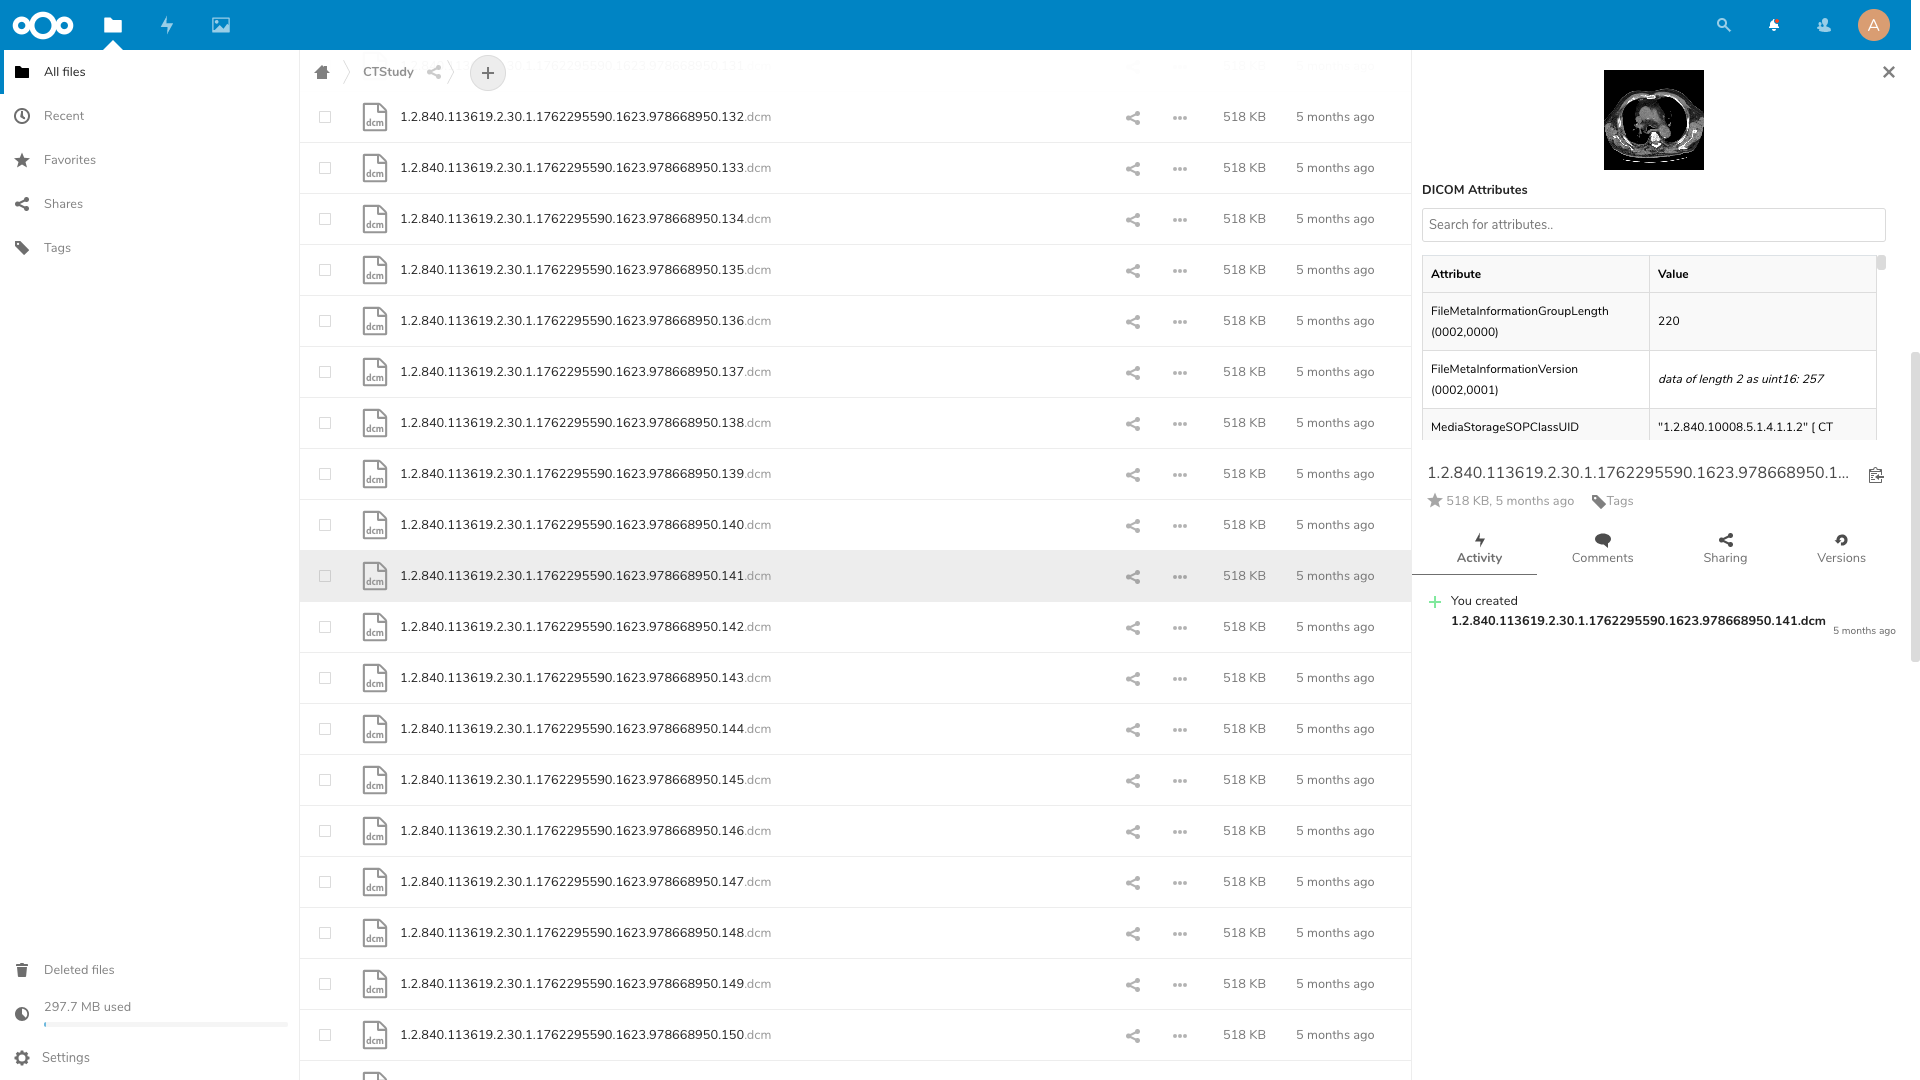 A
All files
Recent
Favorites
Shares
Tags
Deleted files
297.7 MB used
Settings
CTStudy
dcm 1.2.840.113619.2.30.1.1762295590.1623.978668950.132.dcm 518 KB 5 months ago
dcm 1.2.840.113619.2.30.1.1762295590.1623.978668950.133.dcm 518 KB 5 months ago
dcm 1.2.840.113619.2.30.1.1762295590.1623.978668950.134.dcm 518 KB 5 months ago
dcm 1.2.840.113619.2.30.1.1762295590.1623.978668950.135.dcm 518 KB 5 months ago
dcm 1.2.840.113619.2.30.1.1762295590.1623.978668950.136.dcm 518 KB 5 months ago
dcm 1.2.840.113619.2.30.1.1762295590.1623.978668950.137.dcm 518 KB 5 months ago
dcm 1.2.840.113619.2.30.1.1762295590.1623.978668950.138.dcm 518 KB 5 months ago
dcm 1.2.840.113619.2.30.1.1762295590.1623.978668950.139.dcm 518 KB 5 months ago
dcm 1.2.840.113619.2.30.1.1762295590.1623.978668950.140.dcm 518 KB 5 months ago
dcm 1.2.840.113619.2.30.1.1762295590.1623.978668950.141.dcm 518 KB 5 months ago
dcm 1.2.840.113619.2.30.1.1762295590.1623.978668950.142.dcm 518 KB 5 months ago
dcm 1.2.840.113619.2.30.1.1762295590.1623.978668950.143.dcm 518 KB 5 months ago
dcm 1.2.840.113619.2.30.1.1762295590.1623.978668950.144.dcm 518 KB 5 months ago
dcm 1.2.840.113619.2.30.1.1762295590.1623.978668950.145.dcm 518 KB 5 months ago
dcm 1.2.840.113619.2.30.1.1762295590.1623.978668950.146.dcm 518 KB 5 months ago
dcm 1.2.840.113619.2.30.1.1762295590.1623.978668950.147.dcm 518 KB 5 months ago
dcm 1.2.840.113619.2.30.1.1762295590.1623.978668950.148.dcm 518 KB 5 months ago
dcm 1.2.840.113619.2.30.1.1762295590.1623.978668950.149.dcm 518 KB 5 months ago
dcm 1.2.840.113619.2.30.1.1762295590.1623.978668950.150.dcm 518 KB 5 months ago
DICOM Attributes
Search for attributes..
Attribute Value
FileMetaInformationGroupLength
(0002,0000) 220
FileMetaInformationVersion
(0002,0001) data of length 2 as uint16: 257
MediaStorageSOPClassUID "1.2.840.10008.5.1.4.1.1.2" [ CT
1.2.840.113619.2.30.1.1762295590.1623.978668950.1...
518 KB, 5 months ago Tags
Activity Comments Sharing Versions
You created
1.2.840.113619.2.30.1.1762295590.1623.978668950.141.dcm
5 months ago